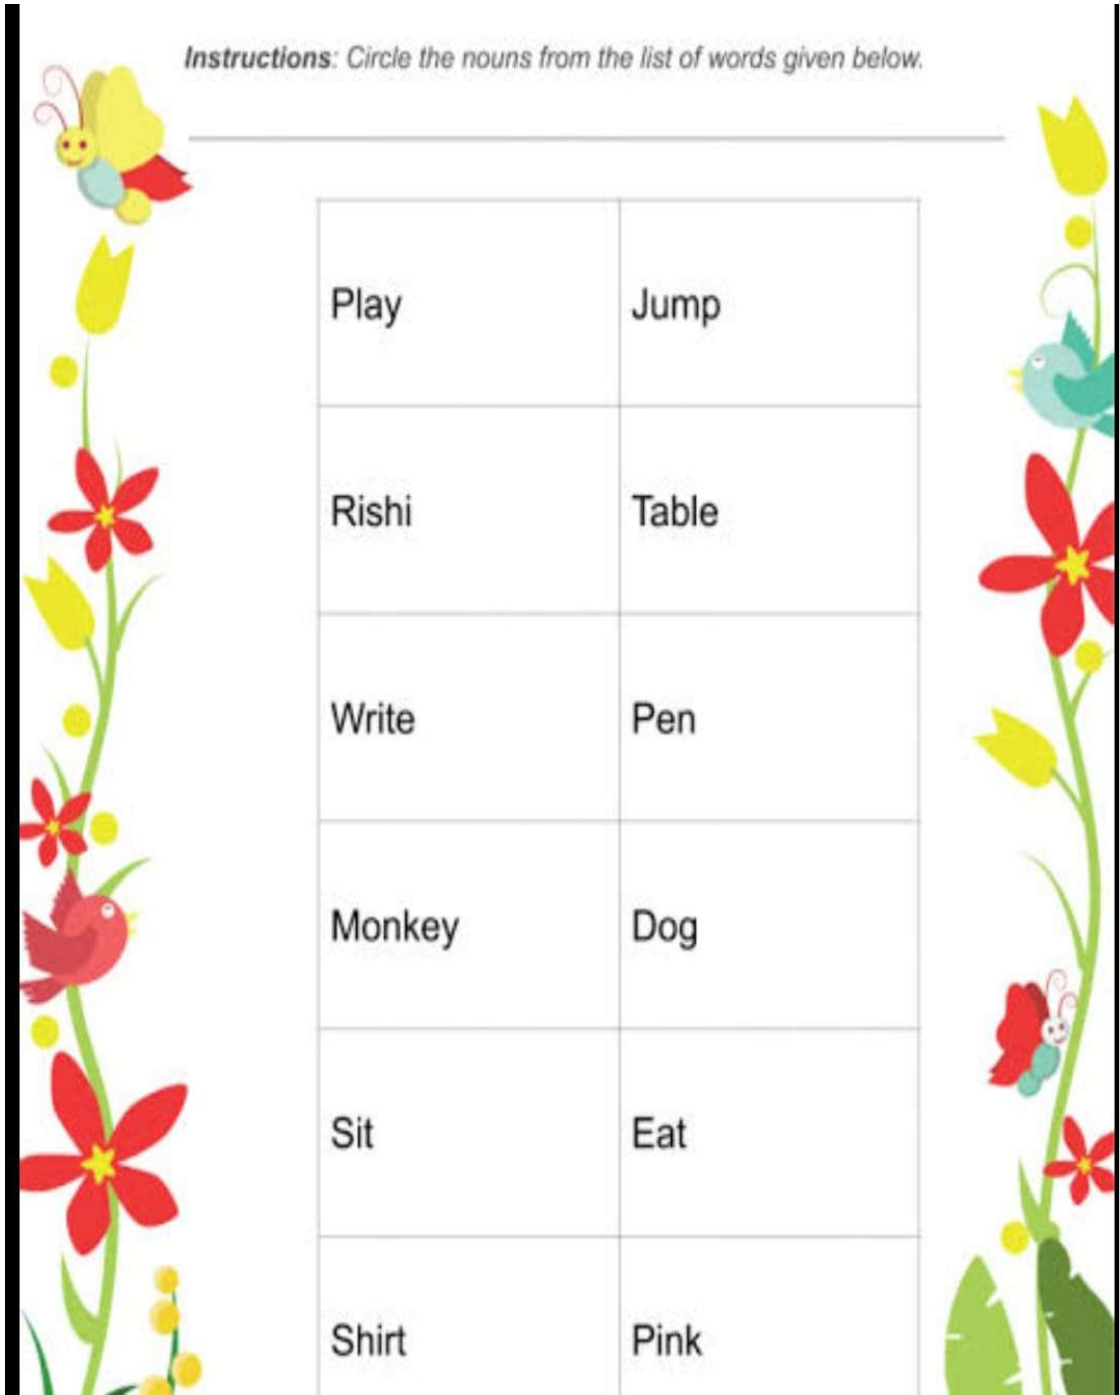 Instructions: Circle the nouns from the list of words given below.
Play Jump
Rishi Table
Write Pen
Monkey Dog
Sit Eat
Shirt Pink